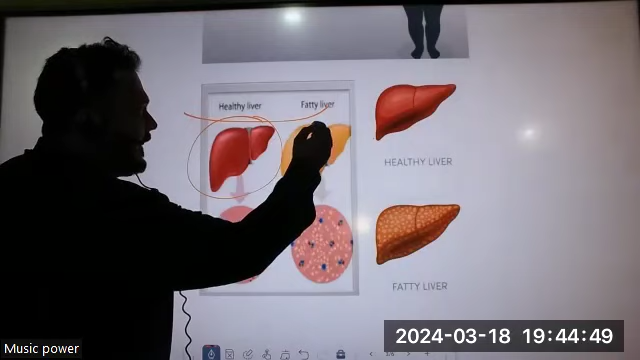 Healthy liver
Fatty liver
HEALTHY LIVER
FATTY LIVER
Music power
2024-03-18 19:44:49